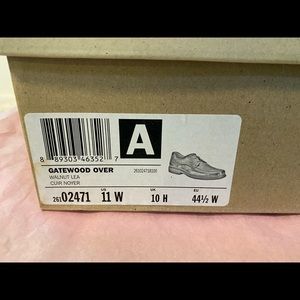 A
8 89303 46352 7
GATEWOOD OVER
WALNUT LEA
CUIR NOYER
26102471 US 11 W UK 10 H EU 44½ W